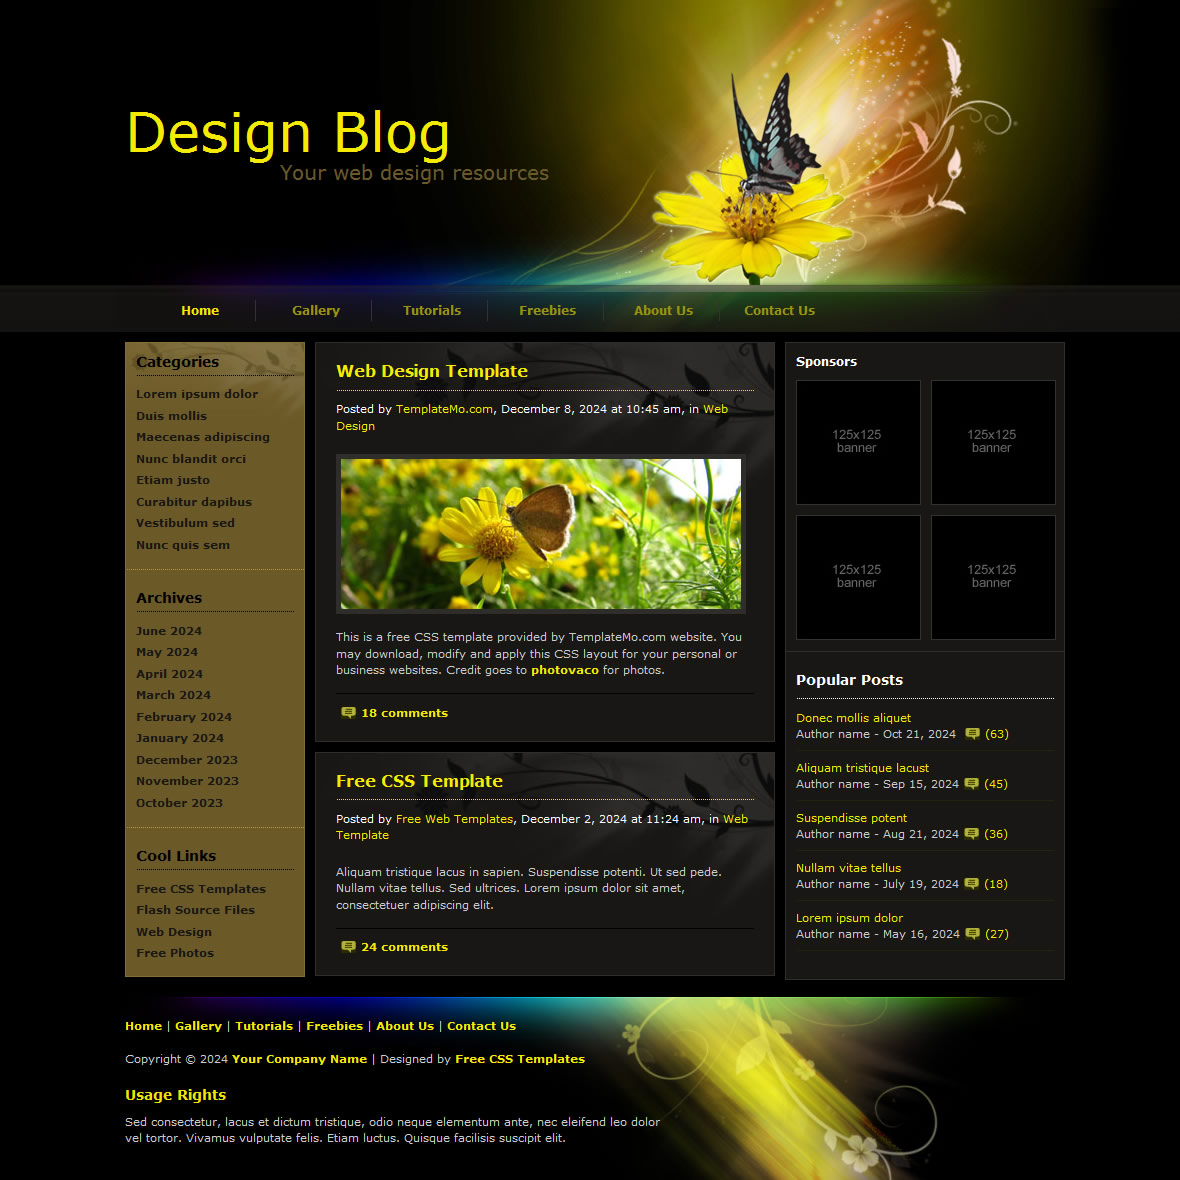 Design Blog
Your web design resources
Home
Gallery
Tutorials
Freebies
About Us
Contact Us
Categories
Lorem ipsum dolor
Duis mollis
Maecenas adipiscing
Nunc blandit orci
Etiam justo
Curabitur dapibus
Vestibulum sed
Nunc quis sem
Archives
June 2024
May 2024
April 2024
March 2024
February 2024
January 2024
December 2023
November 2023
October 2023
Cool Links
Free CSS Templates
Flash Source Files
Web Design
Free Photos
Web Design Template
Posted by TemplateMo.com, December 8, 2024 at 10:45 am, in Web
Design
This is a free CSS template provided by TemplateMo.com website. You
may download, modify and apply this CSS layout for your personal or
business websites. Credit goes to photovaco for photos.
18 comments
Free CSS Template
Posted by Free Web Templates, December 2, 2024 at 11:24 am, in Web
Template
Aliquam tristique lacus in sapien. Suspendisse potenti. Ut sed pede.
Nullam vitae tellus. Sed ultrices. Lorem ipsum dolor sit amet,
consectetuer adipiscing elit.
24 comments
Sponsors
125x125
banner
125x125
banner
125x125
banner
125x125
banner
Popular Posts
Donec mollis aliquet
Author name - Oct 21, 2024 (63)
Aliquam tristique lacust
Author name - Sep 15, 2024 (45)
Suspendisse potent
Author name - Aug 21, 2024 (36)
Nullam vitae tellus
Author name - July 19, 2024 (18)
Lorem ipsum dolor
Author name - May 16, 2024 (27)
Home | Gallery | Tutorials | Freebies | About Us | Contact Us
Copyright © 2024 Your Company Name | Designed by Free CSS Templates
Usage Rights
Sed consectetur, lacus et dictum tristique, odio neque elementum ante, nec eleifend leo dolor
vel tortor. Vivamus vulputate felis. Etiam luctus. Quisque facilisis suscipit elit.